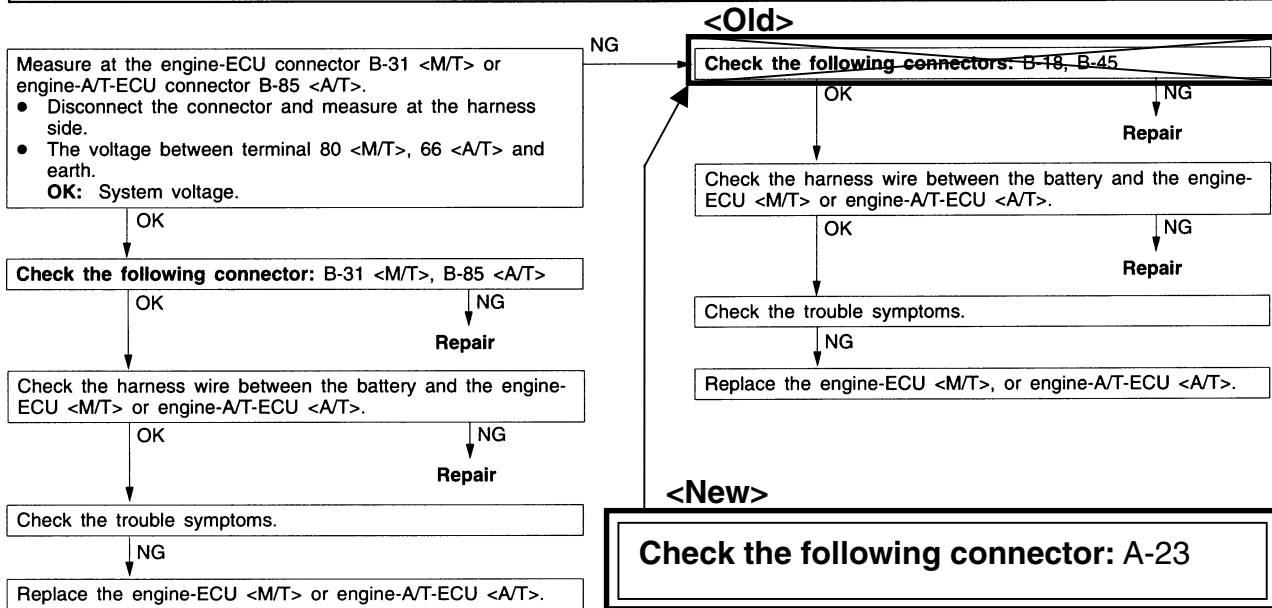 Measure at the engine-ECU connector B-31 <M/T> or
engine-A/T-ECU connector B-85 <A/T>.
● Disconnect the connector and measure at the harness
side.
● The voltage between terminal 80 <M/T>, 66 <A/T> and
earth.
OK: System voltage.
NG
OK
Check the following connector: B-31 <M/T>, B-85 <A/T>
OK
NG
Repair
Check the harness wire between the battery and the engine-
ECU <M/T> or engine-A/T-ECU <A/T>.
OK
NG
Repair
Check the trouble symptoms.
NG
Replace the engine-ECU <M/T> or engine-A/T-ECU <A/T>.
<Old>
Check the following connectors: B-18, B-45
OK
NG
Repair
Check the harness wire between the battery and the engine-
ECU <M/T> or engine-A/T-ECU <A/T>.
OK
NG
Repair
Check the trouble symptoms.
NG
Replace the engine-ECU <M/T>, or engine-A/T-ECU <A/T>.
<New>
Check the following connector: A-23